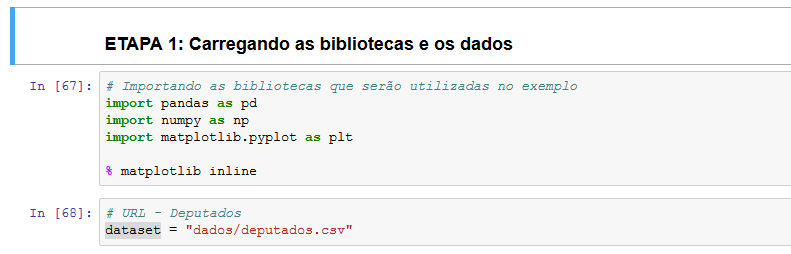 ETAPA 1: Carregando as bibliotecas e os dados
In [67]:
# Importando as bibliotecas que serão utilizadas no exemplo
import pandas as pd
import numpy as np
import matplotlib.pyplot as plt
% matplotlib inline
In [68]:
# URL - Deputados
dataset = "dados/deputados.csv"